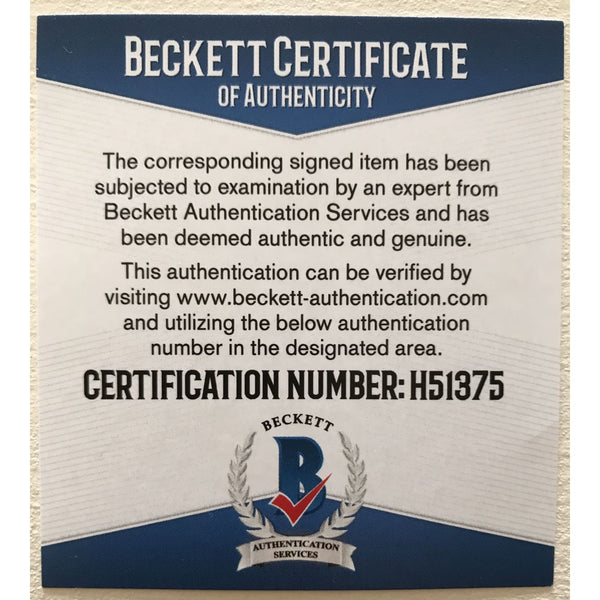 BECKETT CERTIFICATE
OF AUTHENTICITY
The corresponding signed item has been
subjected to examination by an expert from
Beckett Authentication Services and has
been deemed authentic and genuine.
This authentication can be verified by
visiting www.beckett-authentication.com
and utilizing the below authentication
number in the designated area.
CERTIFICATION NUMBER: H51375
BECKETT
B
AUTHENTICATION
SERVICES